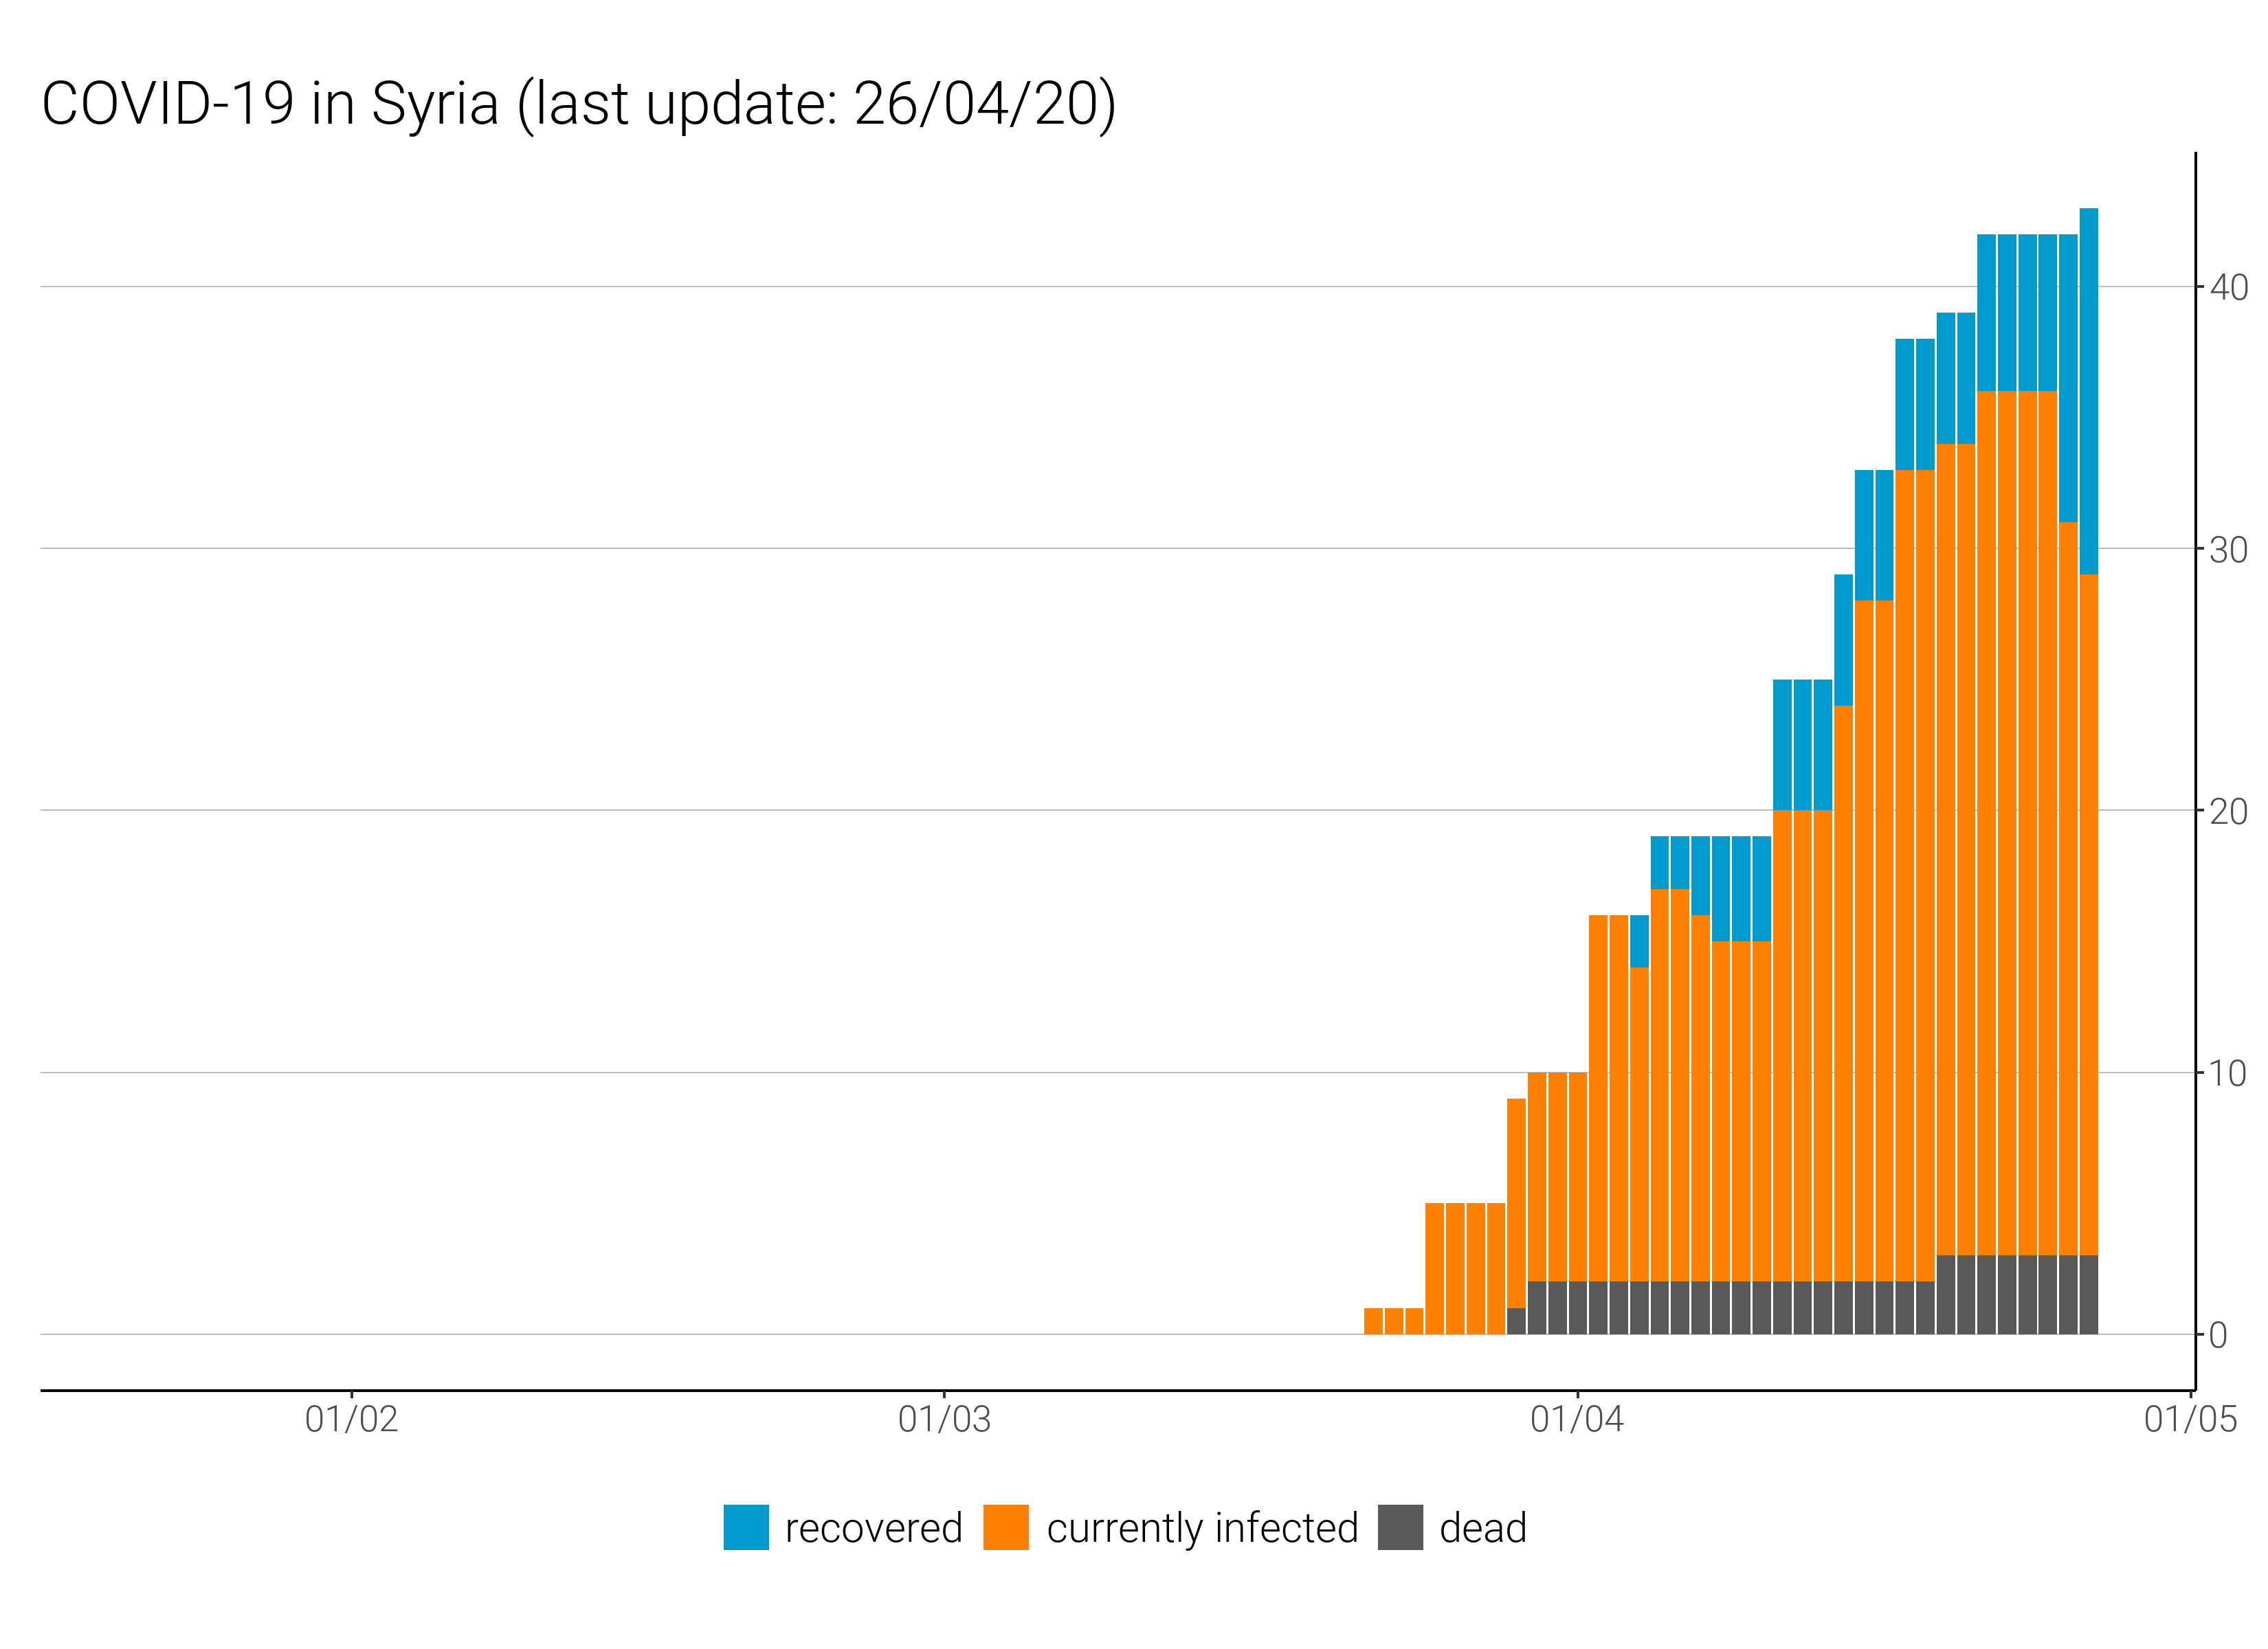 COVID-19 in Syria (last update: 26/04/20)
40
30
20
10
0
01/02 01/03 01/04 01/05
recovered currently infected dead